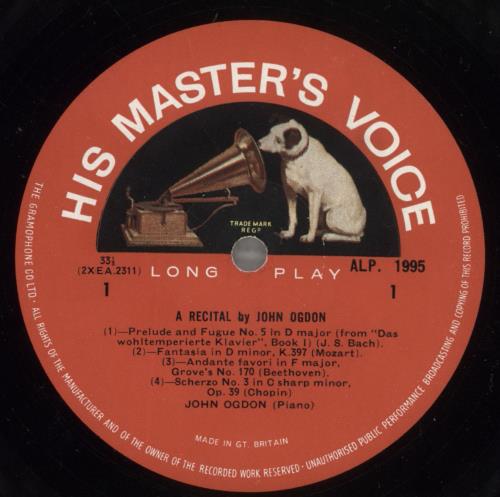 HIS MASTER'S VOICE
TRADE MARK
REGD
33⅓
(2XEA.2311)
1
LONG PLAY
ALP. 1995
1
A RECITAL by JOHN OGDON
(1)—Prelude and Fugue No. 5 in D major (from "Das
wohltemperierte Klavier", Book I) (J. S. Bach).
(2)—Fantasia in D minor, K.397 (Mozart).
(3)—Andante favori in F major,
Grove's No. 170 (Beethoven).
(4)—Scherzo No. 3 in C sharp minor,
Op. 39 (Chopin)
JOHN OGDON (Piano)
MADE IN GT. BRITAIN
THE GRAMOPHONE CO. LTD. · ALL RIGHTS OF THE MANUFACTURER AND OF THE OWNER OF THE RECORDED WORK RESERVED · UNAUTHORISED PUBLIC PERFORMANCE BROADCASTING AND COPYING OF THIS RECORD PROHIBITED